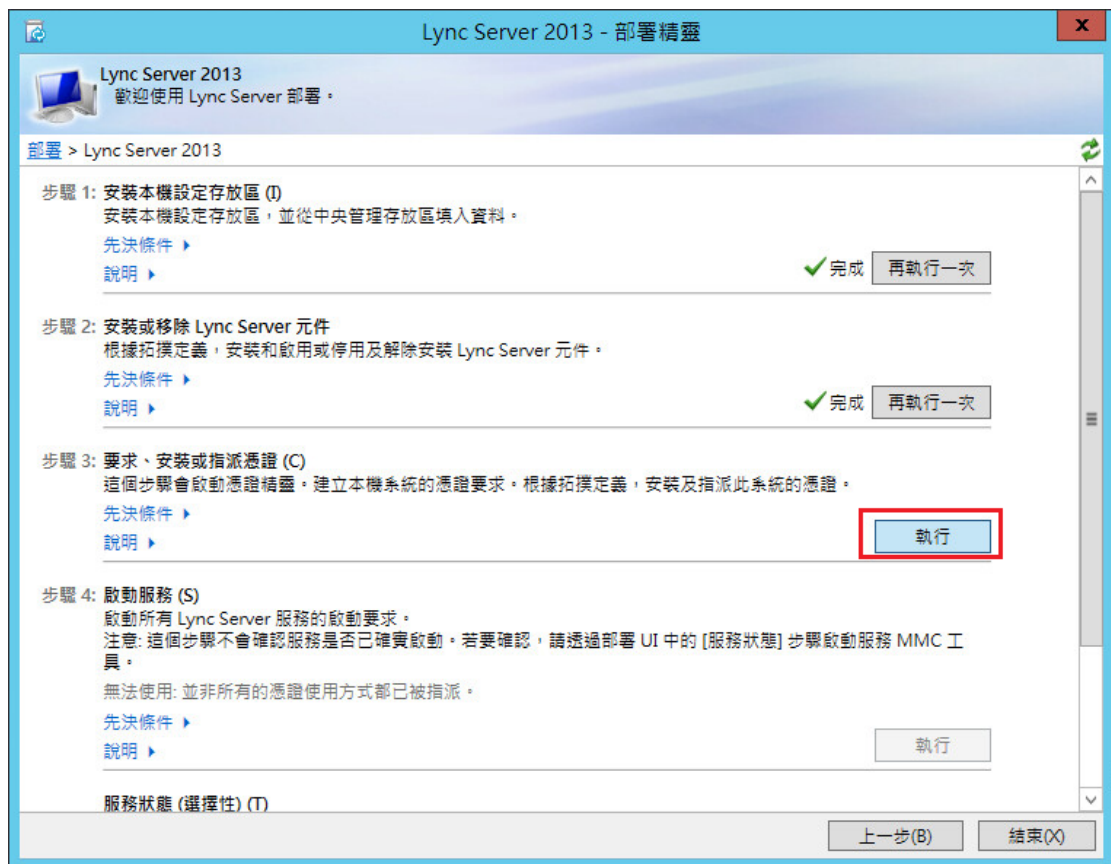 Lync Server 2013 - 部署精靈
x
Lync Server 2013
歡迎使用 Lync Server 部署。
部署 > Lync Server 2013
步驟 1: 安裝本機設定存放區 (I)
安裝本機設定存放區，並從中央管理存放區填入資料。
先決條件
說明
完成 再執行一次
步驟 2: 安裝或移除 Lync Server 元件
根據拓撲定義，安裝和啟用或停用及解除安裝 Lync Server 元件。
先決條件
說明
完成 再執行一次
步驟 3: 要求、安裝或指派憑證 (C)
這個步驟會啟動憑證精靈。建立本機系統的憑證要求。根據拓撲定義，安裝及指派此系統的憑證。
先決條件
說明
執行
步驟 4: 啟動服務 (S)
啟動所有 Lync Server 服務的啟動要求。
注意: 這個步驟不會確認服務是否已確實啟動。若要確認，請透過部署 UI 中的 [服務狀態] 步驟啟動服務 MMC 工
具。
無法使用: 並非所有的憑證使用方式都已被指派。
先決條件
說明
執行
服務狀態 (選擇性) (T)
上一步(B) 結束(X)